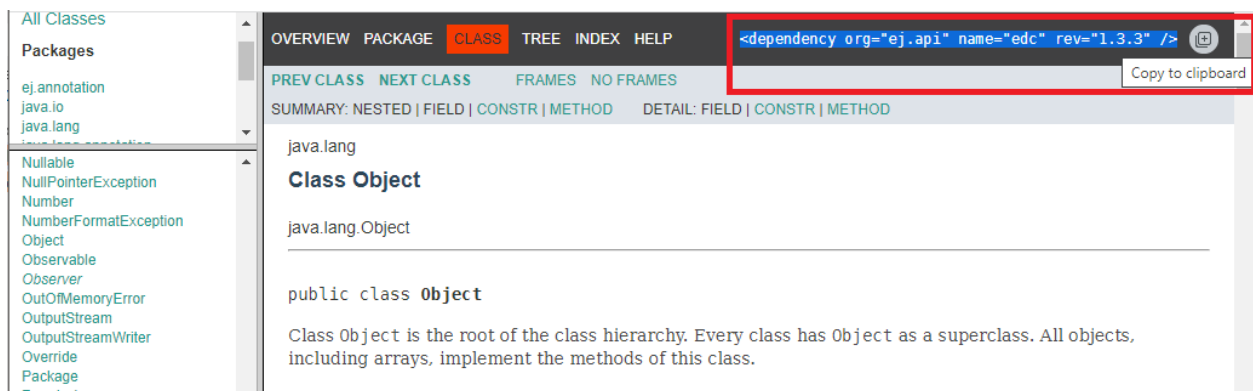 All Classes
Packages
ej.annotation
java.io
java.lang
java.lang.annotation
Nullable
NullPointerException
Number
NumberFormatException
Object
Observable
Observer
OutOfMemoryError
OutputStream
OutputStreamWriter
Override
Package
OVERVIEW PACKAGE CLASS TREE INDEX HELP
<dependency org="ej.api" name="edc" rev="1.3.3" />
Copy to clipboard
PREV CLASS NEXT CLASS FRAMES NO FRAMES
SUMMARY: NESTED | FIELD | CONSTR | METHOD DETAIL: FIELD | CONSTR | METHOD
java.lang
Class Object
java.lang.Object
public class Object
Class Object is the root of the class hierarchy. Every class has Object as a superclass. All objects,
including arrays, implement the methods of this class.